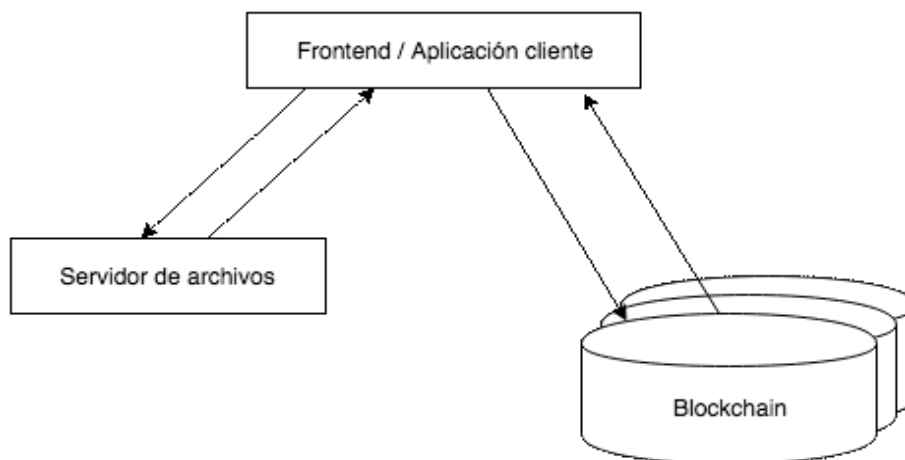 Frontend / Aplicación cliente
Servidor de archivos
Blockchain